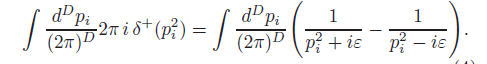 ∫ d^D p_i / (2π)^D 2π i δ^+(p_i^2) = ∫ d^D p_i / (2π)^D ( 1 / (p_i^2 + iε) − 1 / (p_i^2 − iε) ) .